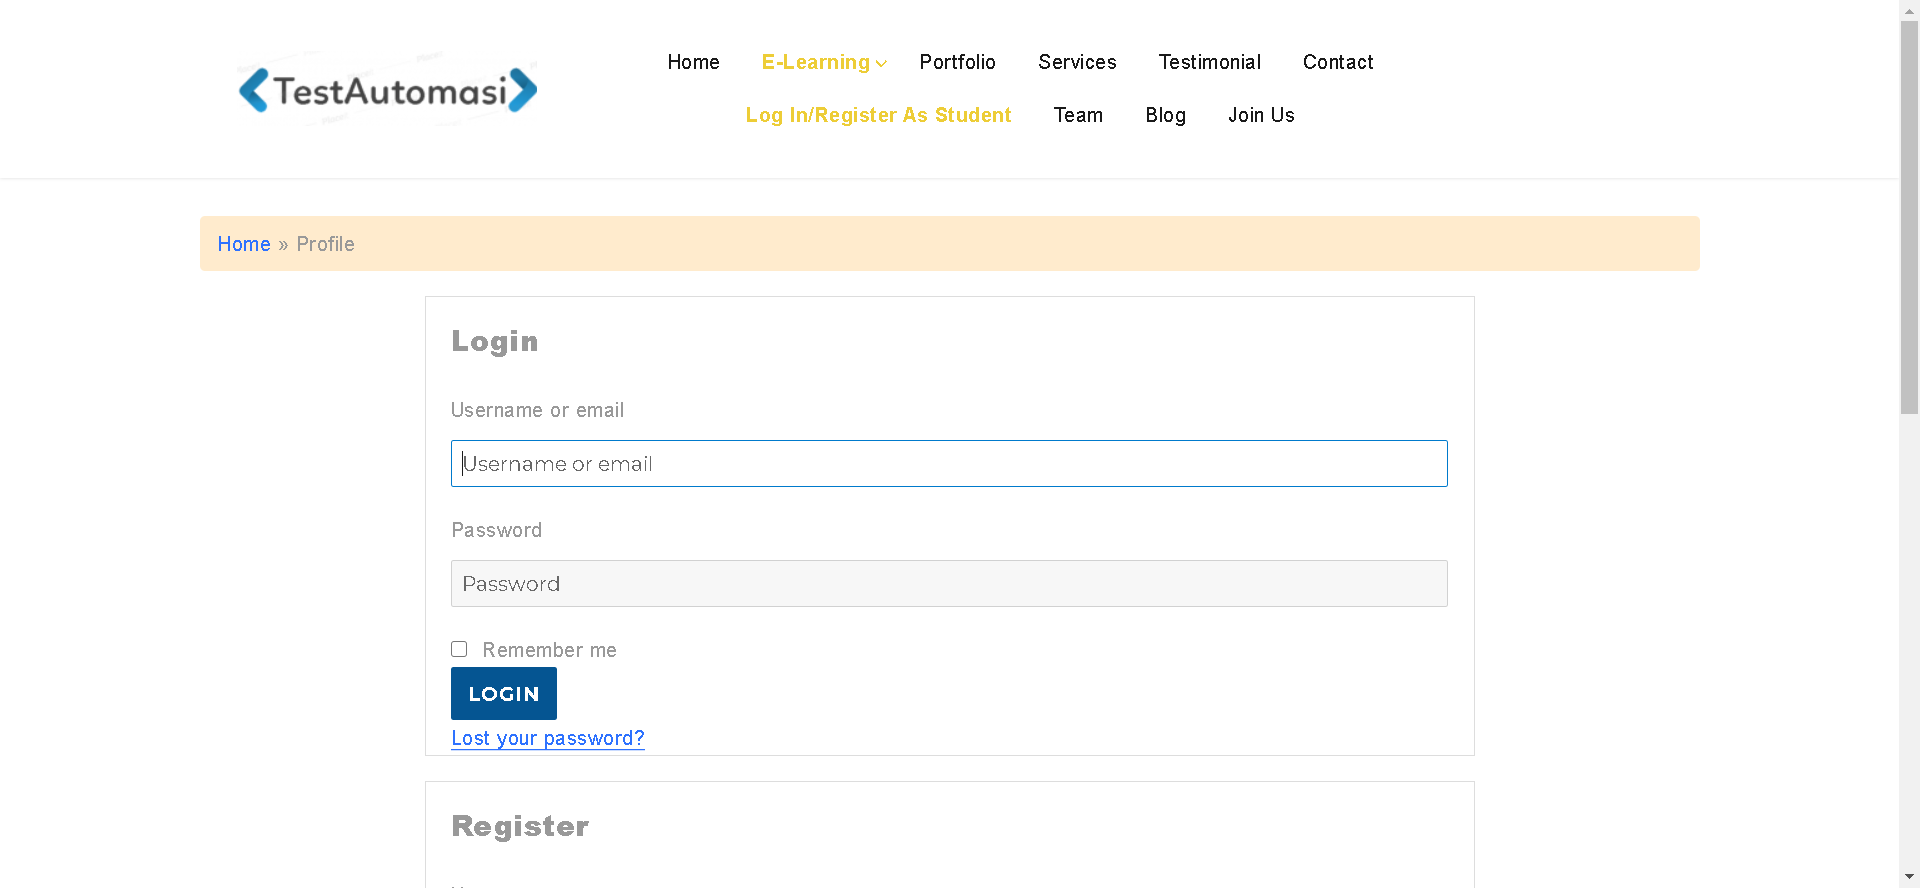 TestAutomasi
Home E-Learning Portfolio Services Testimonial Contact
Log In/Register As Student Team Blog Join Us
Home » Profile
Login
Username or email
Username or email
Password
Password
Remember me
LOGIN
Lost your password?
Register